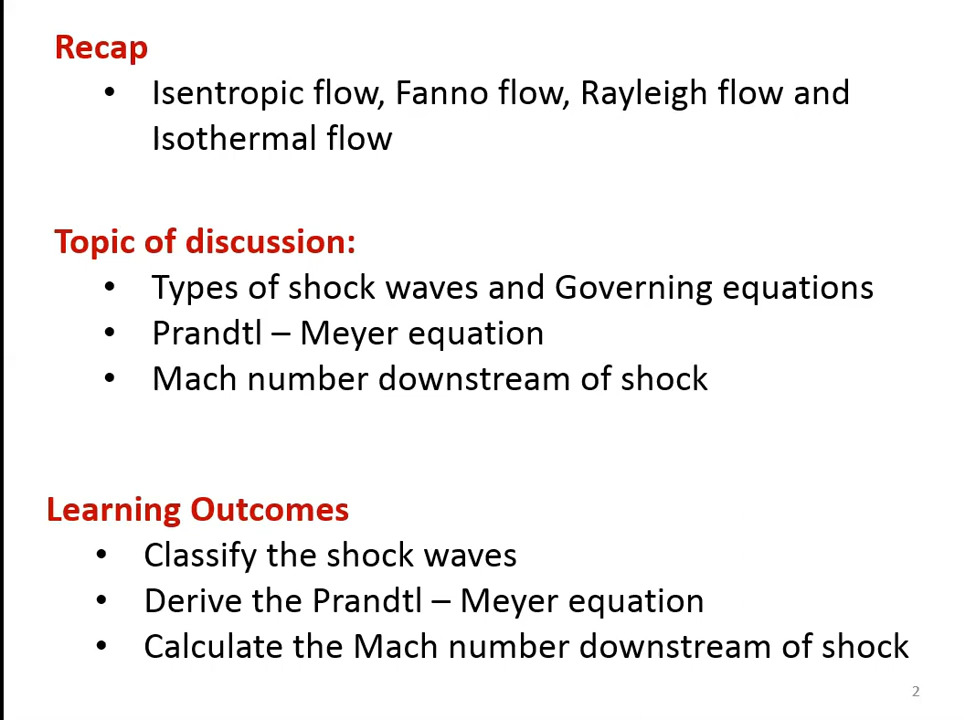 Recap
• Isentropic flow, Fanno flow, Rayleigh flow and
Isothermal flow
Topic of discussion:
• Types of shock waves and Governing equations
• Prandtl – Meyer equation
• Mach number downstream of shock
Learning Outcomes
• Classify the shock waves
• Derive the Prandtl – Meyer equation
• Calculate the Mach number downstream of shock
2